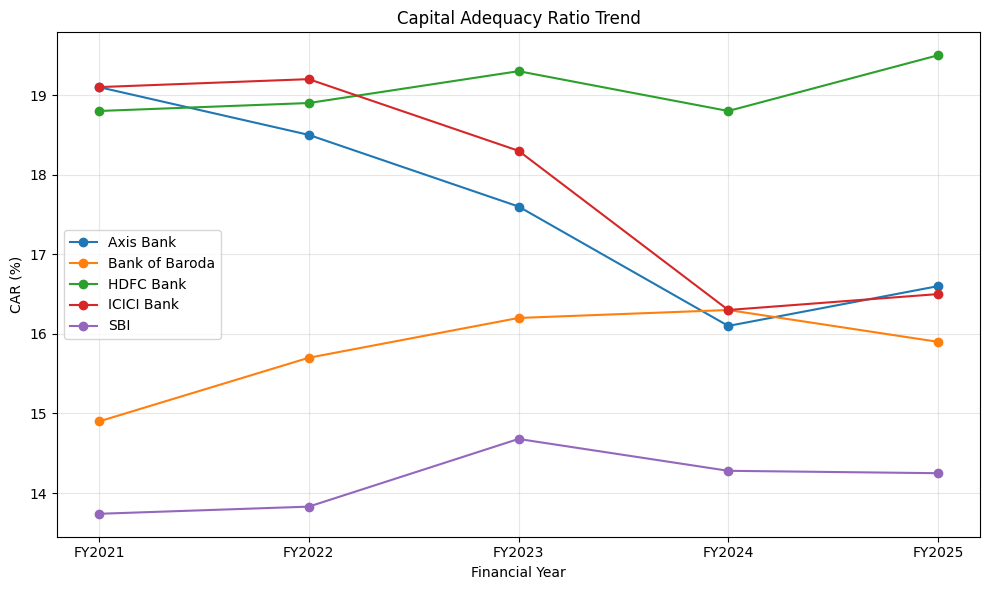 Capital Adequacy Ratio Trend
CAR (%)
19
18
17
16
15
14
Axis Bank
Bank of Baroda
HDFC Bank
ICICI Bank
SBI
FY2021 FY2022 FY2023 FY2024 FY2025
Financial Year